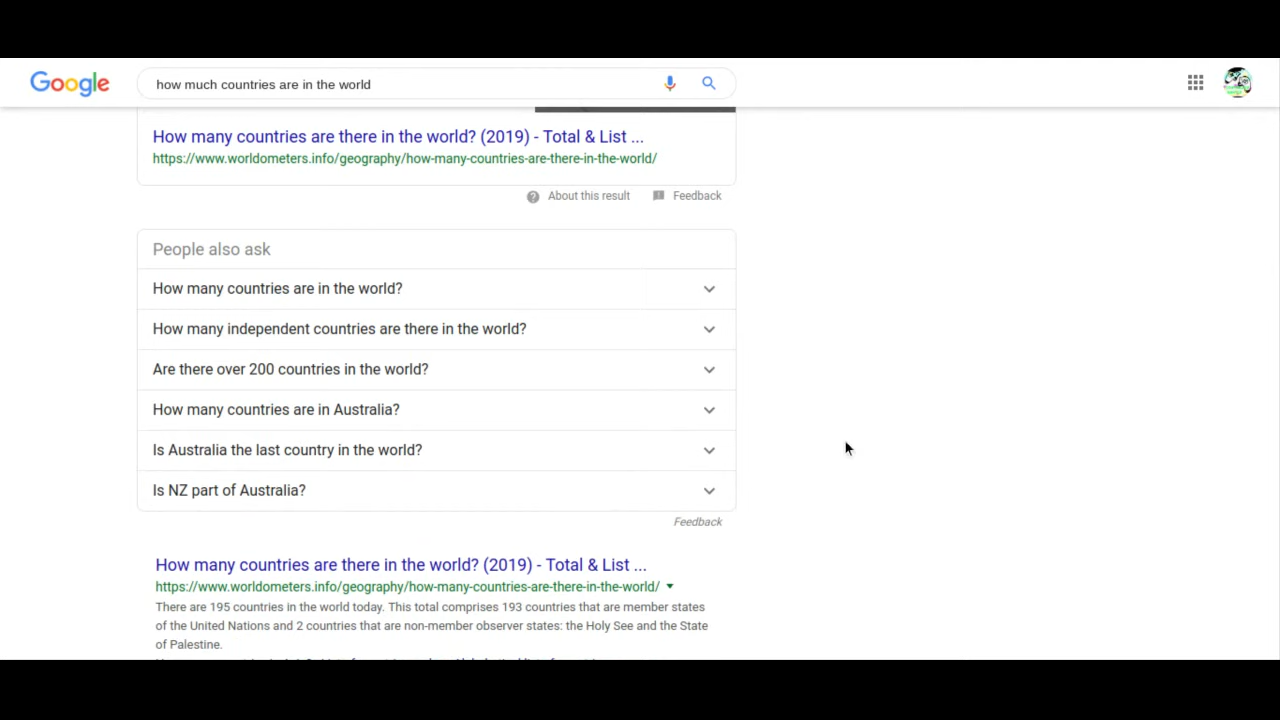 Google
how much countries are in the world
How many countries are there in the world? (2019) - Total & List ...
https://www.worldometers.info/geography/how-many-countries-are-there-in-the-world/
About this result
Feedback
People also ask
How many countries are in the world?
How many independent countries are there in the world?
Are there over 200 countries in the world?
How many countries are in Australia?
Is Australia the last country in the world?
Is NZ part of Australia?
Feedback
How many countries are there in the world? (2019) - Total & List ...
https://www.worldometers.info/geography/how-many-countries-are-there-in-the-world/
There are 195 countries in the world today. This total comprises 193 countries that are member states
of the United Nations and 2 countries that are non-member observer states: the Holy See and the State
of Palestine.